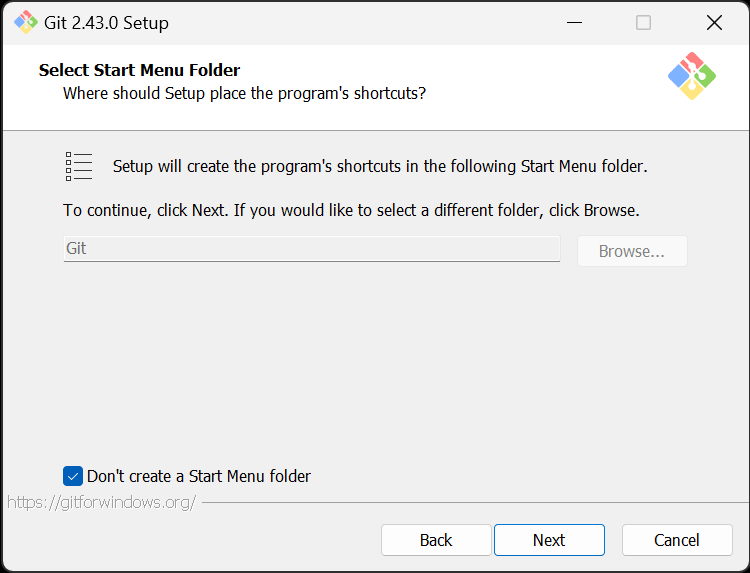 Git 2.43.0 Setup
Select Start Menu Folder
Where should Setup place the program's shortcuts?
Setup will create the program's shortcuts in the following Start Menu folder.
To continue, click Next. If you would like to select a different folder, click Browse.
Git
Browse...
Don't create a Start Menu folder
https://gitforwindows.org/
Back
Next
Cancel